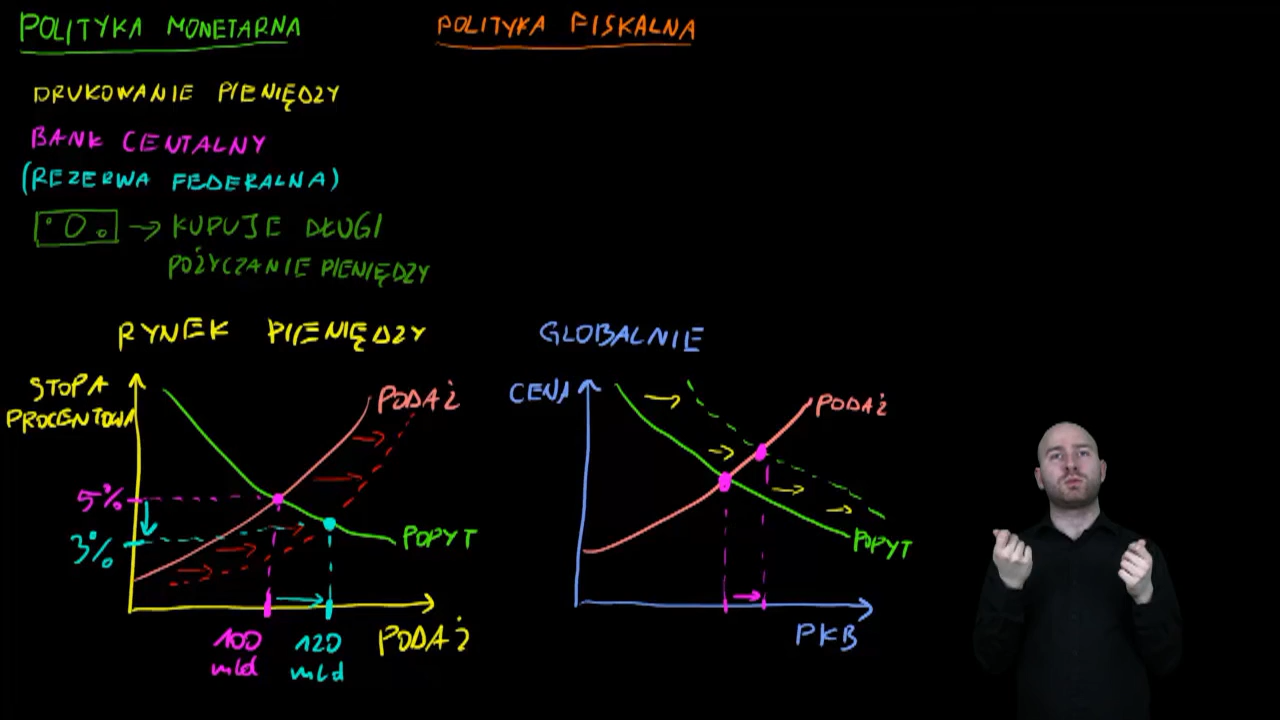 POLITYKA MONETARNA
POLITYKA FISKALNA
DRUKOWANIE PIENIĘDZY
BANK CENTALNY
(REZERWA FEDERALNA)
→ KUPUJE DŁUGI
POŻYCZANIE PIENIĘDZY
RYNEK PIENIĘDZY
STOPA
PROCENTOWA
PODAŻ
5%
3%
POPYT
100
mld
120
mld
PODAŻ
GLOBALNIE
CENA
PODAŻ
POPYT
PKB